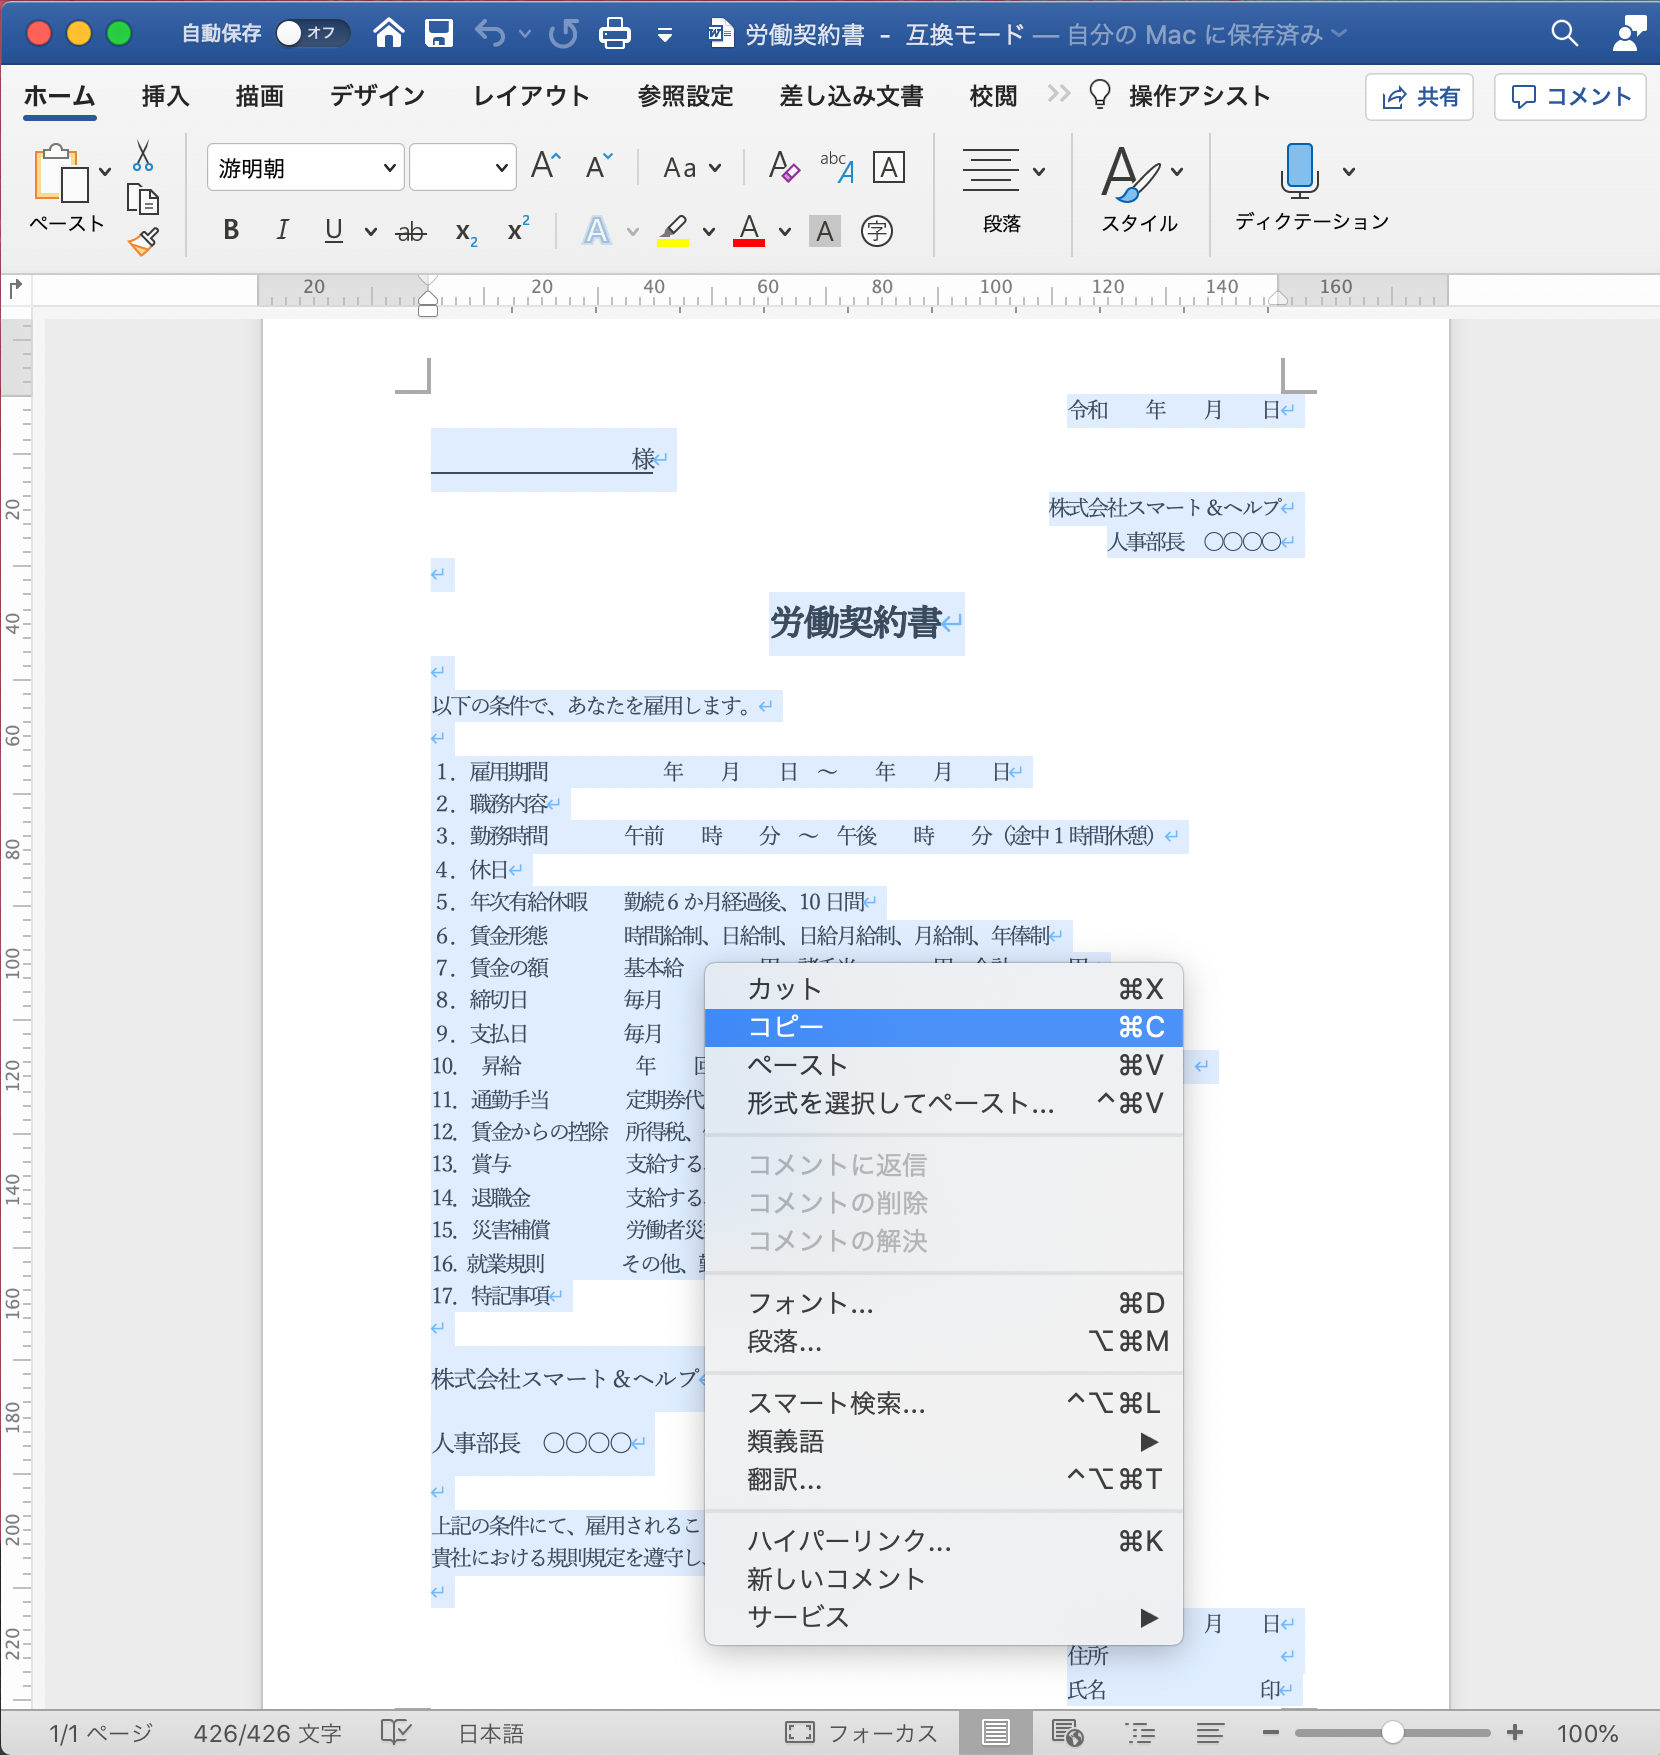 自動保存 オフ 労働契約書 - 互換モード — 自分の Mac に保存済み
ホーム 挿入 描画 デザイン レイアウト 参照設定 差し込み文書 校閲 操作アシスト 共有 コメント
ペースト
游明朝
A A Aa A abc A A
B I U ab x₂ x² A A A 字
段落 スタイル ディクテーション
20 20 40 60 80 100 120 140 160
令和 年 月 日
様
株式会社スマート＆ヘルプ
人事部長 〇〇〇〇
労働契約書
以下の条件で、あなたを雇用します。
1．雇用期間 年 月 日 ～ 年 月 日
2．職務内容
3．勤務時間 午前 時 分 ～ 午後 時 分（途中１時間休憩）
4．休日
5．年次有給休暇 勤続６か月経過後、10 日間
6．賃金形態 時間給制、日給制、日給月給制、月給制、年俸制
7．賃金の額 基本給
8．締切日 毎月
9．支払日 毎月
10． 昇給 年
11．通勤手当 定期券代
12．賃金からの控除 所得税、
13．賞与 支給する
14．退職金 支給する
15．災害補償 労働者災
16. 就業規則 その他、
17．特記事項
株式会社スマート＆ヘルプ
人事部長 〇〇〇〇
上記の条件にて、雇用されるこ
貴社における規則規定を遵守し、
月 日
住所
氏名 印
カット ⌘X
コピー ⌘C
ペースト ⌘V
形式を選択してペースト... ^⌘V
コメントに返信
コメントの削除
コメントの解決
フォント... ⌘D
段落... ⌥⌘M
スマート検索... ^⌥⌘L
類義語 ▶
翻訳... ^⌥⌘T
ハイパーリンク... ⌘K
新しいコメント
サービス ▶
20
40
60
80
100
120
140
160
180
200
220
1/1 ページ 426/426 文字 日本語 フォーカス 100%